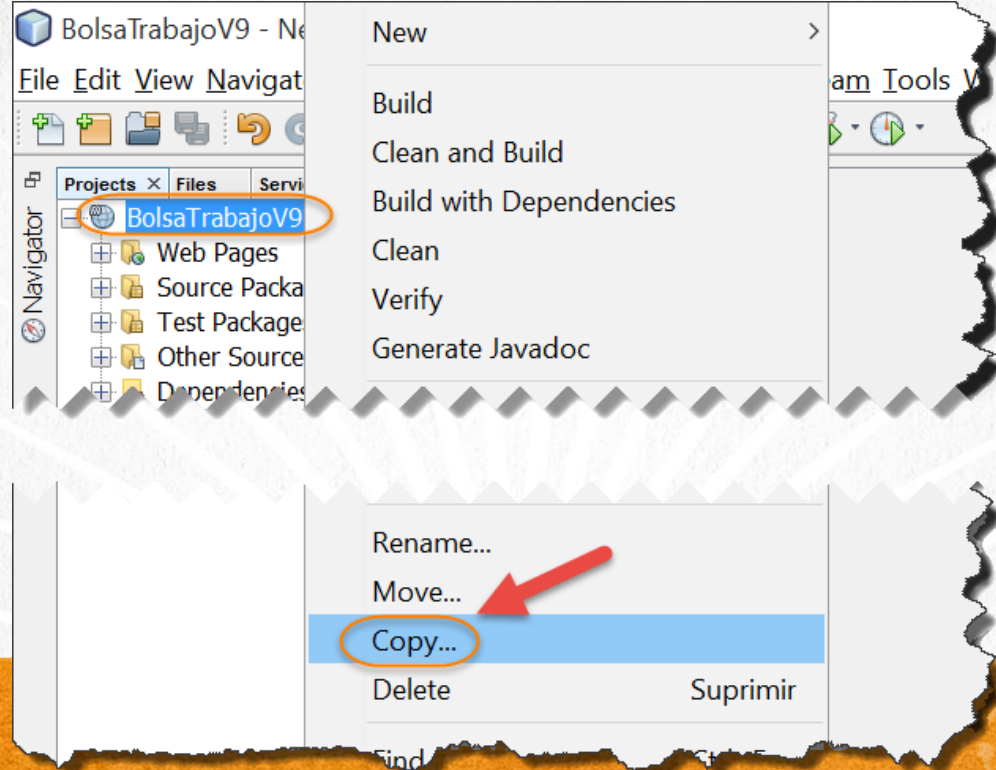 BolsaTrabajoV9 - Ne
File Edit View Navigat
am Tools W
Projects × Files Servi
Navigator
BolsaTrabajoV9
Web Pages
Source Packa
Test Package
Other Source
Dependencies
New
Build
Clean and Build
Build with Dependencies
Clean
Verify
Generate Javadoc
Rename...
Move...
Copy...
Delete Suprimir
Find